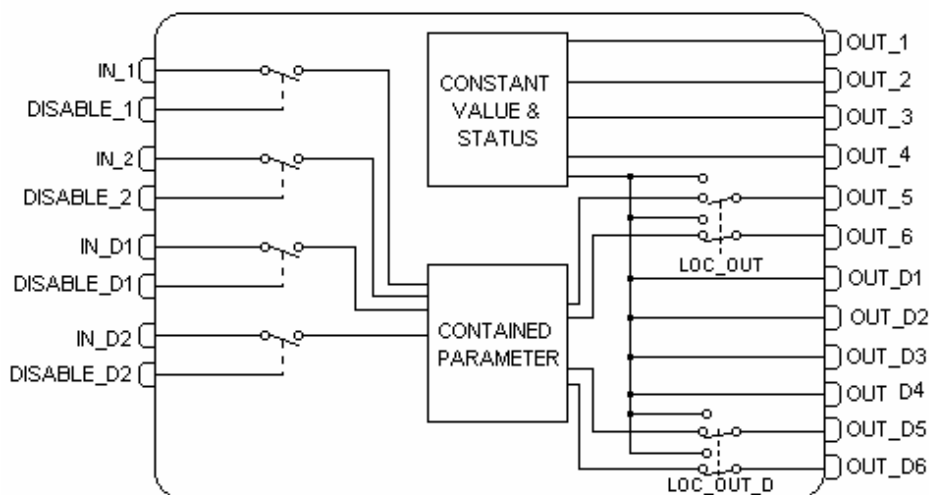 IN_1
DISABLE_1
IN_2
DISABLE_2
IN_D1
DISABLE_D1
IN_D2
DISABLE_D2
CONSTANT
VALUE &
STATUS
CONTAINED
PARAMETER
LOC_OUT
LOC_OUT_D
OUT_1
OUT_2
OUT_3
OUT_4
OUT_5
OUT_6
OUT_D1
OUT_D2
OUT_D3
OUT D4
OUT_D5
OUT_D6